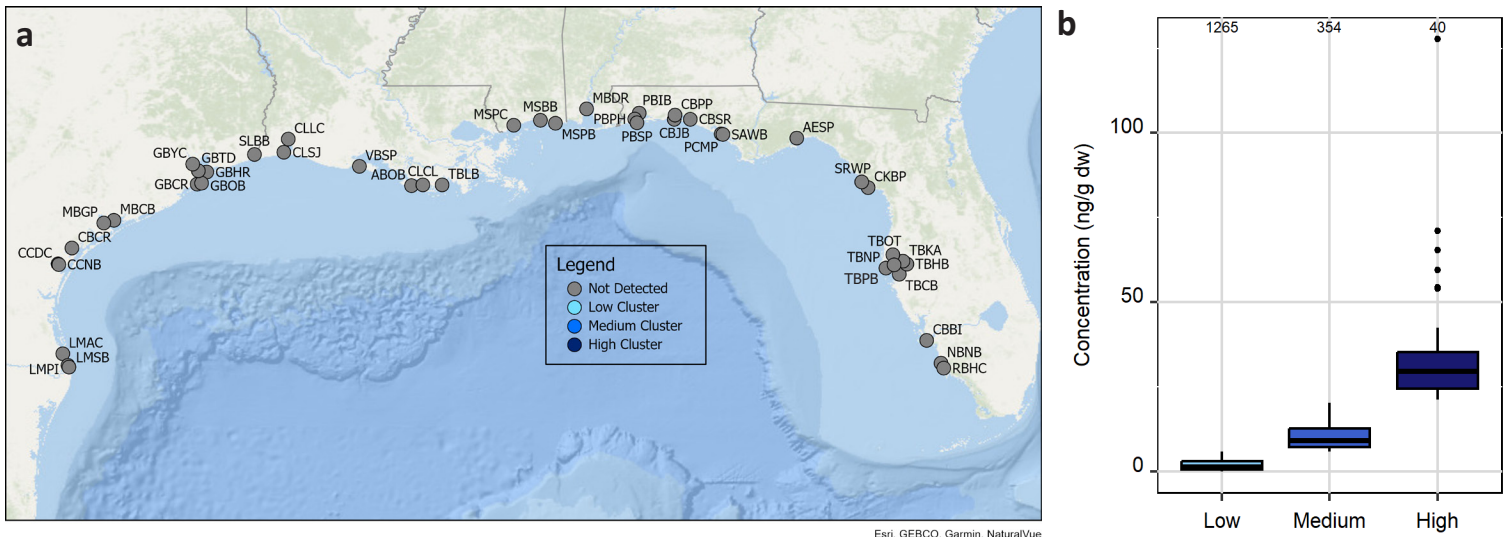 a
MSPC
MSBB
MBDR
MSPB
PBIB
PBPH
PBSP
CBPP
CBJB
CBSR
PCMP
SAWB
AESP
SLBB
CLLC
CLSJ
GBYC
GBTD
GBHR
GBCR
GBOB
VBSP
ABOB
CLCL
TBLB
SRWP
CKBP
MBGP
MBCB
CBCR
CCDC
CCNB
TBOT
TBKA
TBNP
TBHB
TBPB
TBCB
Legend
Not Detected
Low Cluster
Medium Cluster
High Cluster
CBBI
LMAC
LMSB
LMPI
NBNB
RBHC
Esri, GEBCO, Garmin, NaturalVue
b
1265 354 40
Concentration (ng/g dw)
100
50
0
Low Medium High